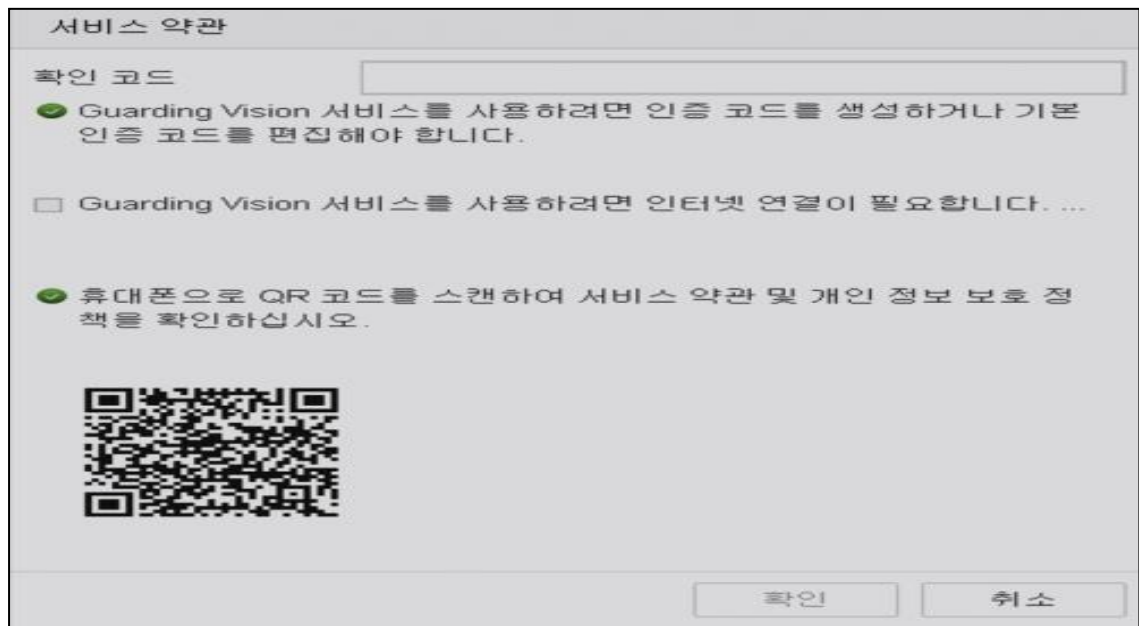 서비스 약관
확인 코드
Guarding Vision 서비스를 사용하려면 인증 코드를 생성하거나 기본
인증 코드를 편집해야 합니다.
Guarding Vision 서비스를 사용하려면 인터넷 연결이 필요합니다. ...
휴대폰으로 QR 코드를 스캔하여 서비스 약관 및 개인 정보 보호 정
책을 확인하십시오.
확인
취소